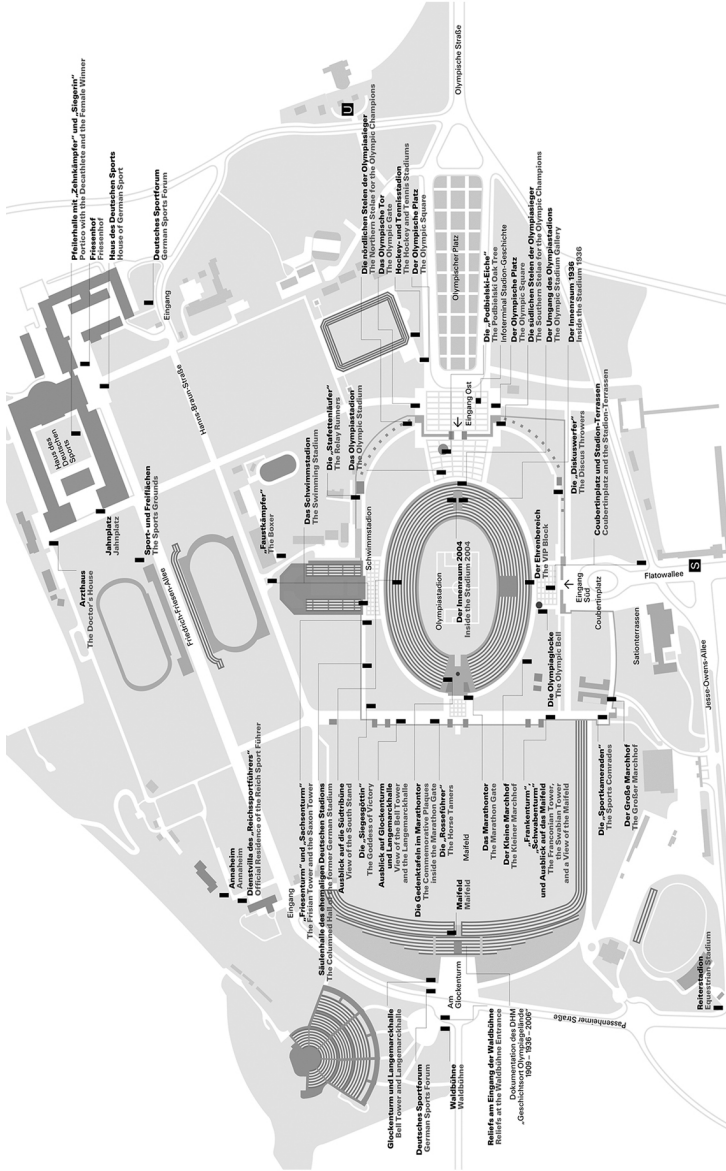 Pfeilerhalle mit „Zehnkämpfer“ und „Siegerin“
Portico with the Decathlete and the Female Winner
Friesenhof
Friesenhof
Haus des Deutschen Sports
House of German Sport
Deutsches Sportforum
German Sports Forum
Eingang
Haus des
Deutschen
Sports
Hanns-Braun-Straße
Jahnplatz
Jahnplatz
Sport- und Freiflächen
The Sports Grounds
Arzthaus
The Doctor's House
Friedrich-Friesen-Allee
„Faustkämpfer“
The Boxer
Das Schwimmstadion
The Swimming Stadium
Die „Stafettenläufer“
The Relay Runners
Das Olympiastadion
The Olympic Stadium
Schwimmstadion
U
Olympische Straße
Die nördlichen Stelen der Olympiasieger
The Northern Stelae for the Olympic Champions
Das Olympische Tor
The Olympic Gate
Hockey- und Tennisstadion
The Hockey and Tennis Stadiums
Der Olympische Platz
The Olympic Square
Olympischer Platz
Eingang Ost
Die „Podbielski-Eiche“
The Podbielski Oak Tree
Infoterminal Stadion-Geschichte
Der Olympische Platz
The Olympic Square
Die südlichen Stelen der Olympiasieger
The Southern Stelae for the Olympic Champions
Der Umgang des Olympiastadions
The Olympic Stadium Gallery
Der Innenraum 1936
Inside the Stadium 1936
Die „Diskuswerfer“
The Discus Throwers
Coubertinplatz und Stadion-Terrassen
Coubertinplatz and the Stadion-Terrassen
Olympiastadion
Der Innenraum 2004
Inside the Stadium 2004
Der Ehrenbereich
The VIP Block
Eingang
Süd
Coubertinplatz
Flatowallee
S
Die Olympiaglocke
The Olympic Bell
Sationterrassen
Jesse-Owens-Allee
Annaheim
Annaheim
Dienstvilla des „Reichssportführers“
Official Residence of the Reich Sport Führer
Eingang
„Friesenturm“ und „Sachsenturm“
The Frisian Tower and the Saxon Tower
Säulenhalle des ehemaligen Deutschen Stadions
The Columned Hall of the former German Stadium
Ausblick auf die Südtribüne
View of the South Stand
Die „Siegesgöttin“
The Goddess of Victory
Ausblick auf Glockenturm
und Langemarckhalle
View of the Bell Tower
and the Langemarckhalle
Die Gedenktafeln im Marathontor
The Commemorative Plaques
inside the Marathon Gate
Die „Rosseführer“
The Horse Tamers
Maifeld
Das Marathontor
The Marathon Gate
Der Kleine Marchhof
The Kleiner Marchhof
„Frankenturm“,
„Schwabenturm“
und Ausblick auf das Maifeld
The Franconian Tower,
the Swabian Tower
and a View of the Maifeld
Die „Sportkameraden“
The Sports Comrades
Der Große Marchhof
The Großer Marchhof
Maifeld
Maifeld
Am
Glockenturm
Passenheimer Straße
Glockenturm und Langemarckhalle
Bell Tower and Langemarckhalle
Deutsches Sportforum
German Sports Forum
Waldbühne
Waldbühne
Reliefs am Eingang der Waldbühne
Reliefs at the Waldbühne Entrance
Dokumentation des DHM
„Geschichtsort Olympiagelände
1909 – 1936 – 2006“
Reiterstadion
Equestrian Stadium